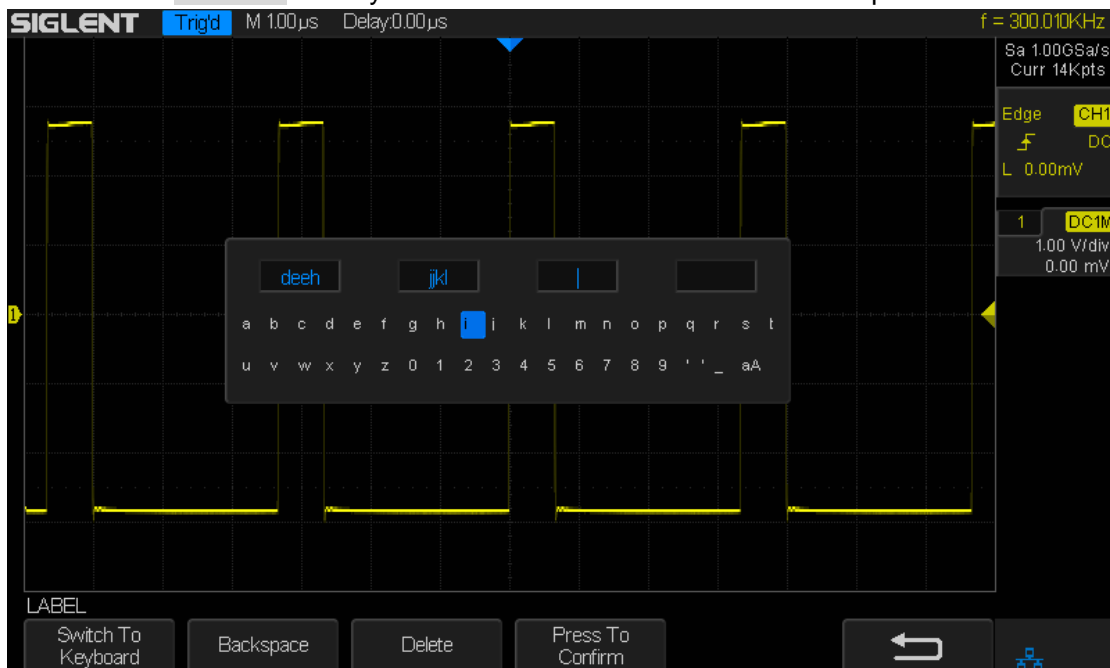 SIGLENT Trig'd M 1.00µs Delay:0.00µs f = 300.010KHz
Sa 1.00GSa/s
Curr 14Kpts
Edge CH1
DC
L 0.00mV
1 DC1M
1.00 V/div
0.00 mV
deeh jjkl
1
a b c d e f g h i j k l m n o p q r s t
u v w x y z 0 1 2 3 4 5 6 7 8 9 ' ' _ aA
LABEL
Switch To
Keyboard
Backspace
Delete
Press To
Confirm